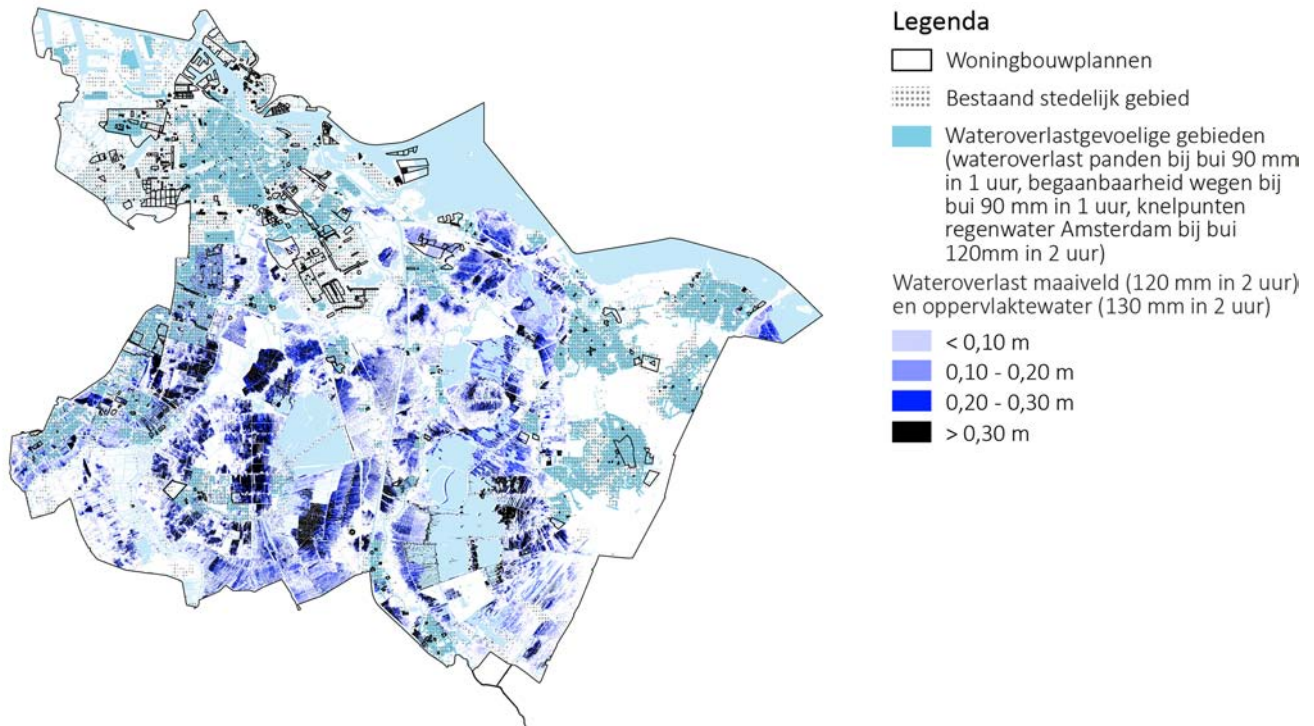 Legenda
Woningbouwplannen
Bestaand stedelijk gebied
Wateroverlastgevoelige gebieden
(wateroverlast panden bij bui 90 mm
in 1 uur, begaanbaarheid wegen bij
bui 90 mm in 1 uur, knelpunten
regenwater Amsterdam bij bui
120mm in 2 uur)
Wateroverlast maaiveld (120 mm in 2 uur)
en oppervlaktewater (130 mm in 2 uur)
< 0,10 m
0,10 - 0,20 m
0,20 - 0,30 m
> 0,30 m